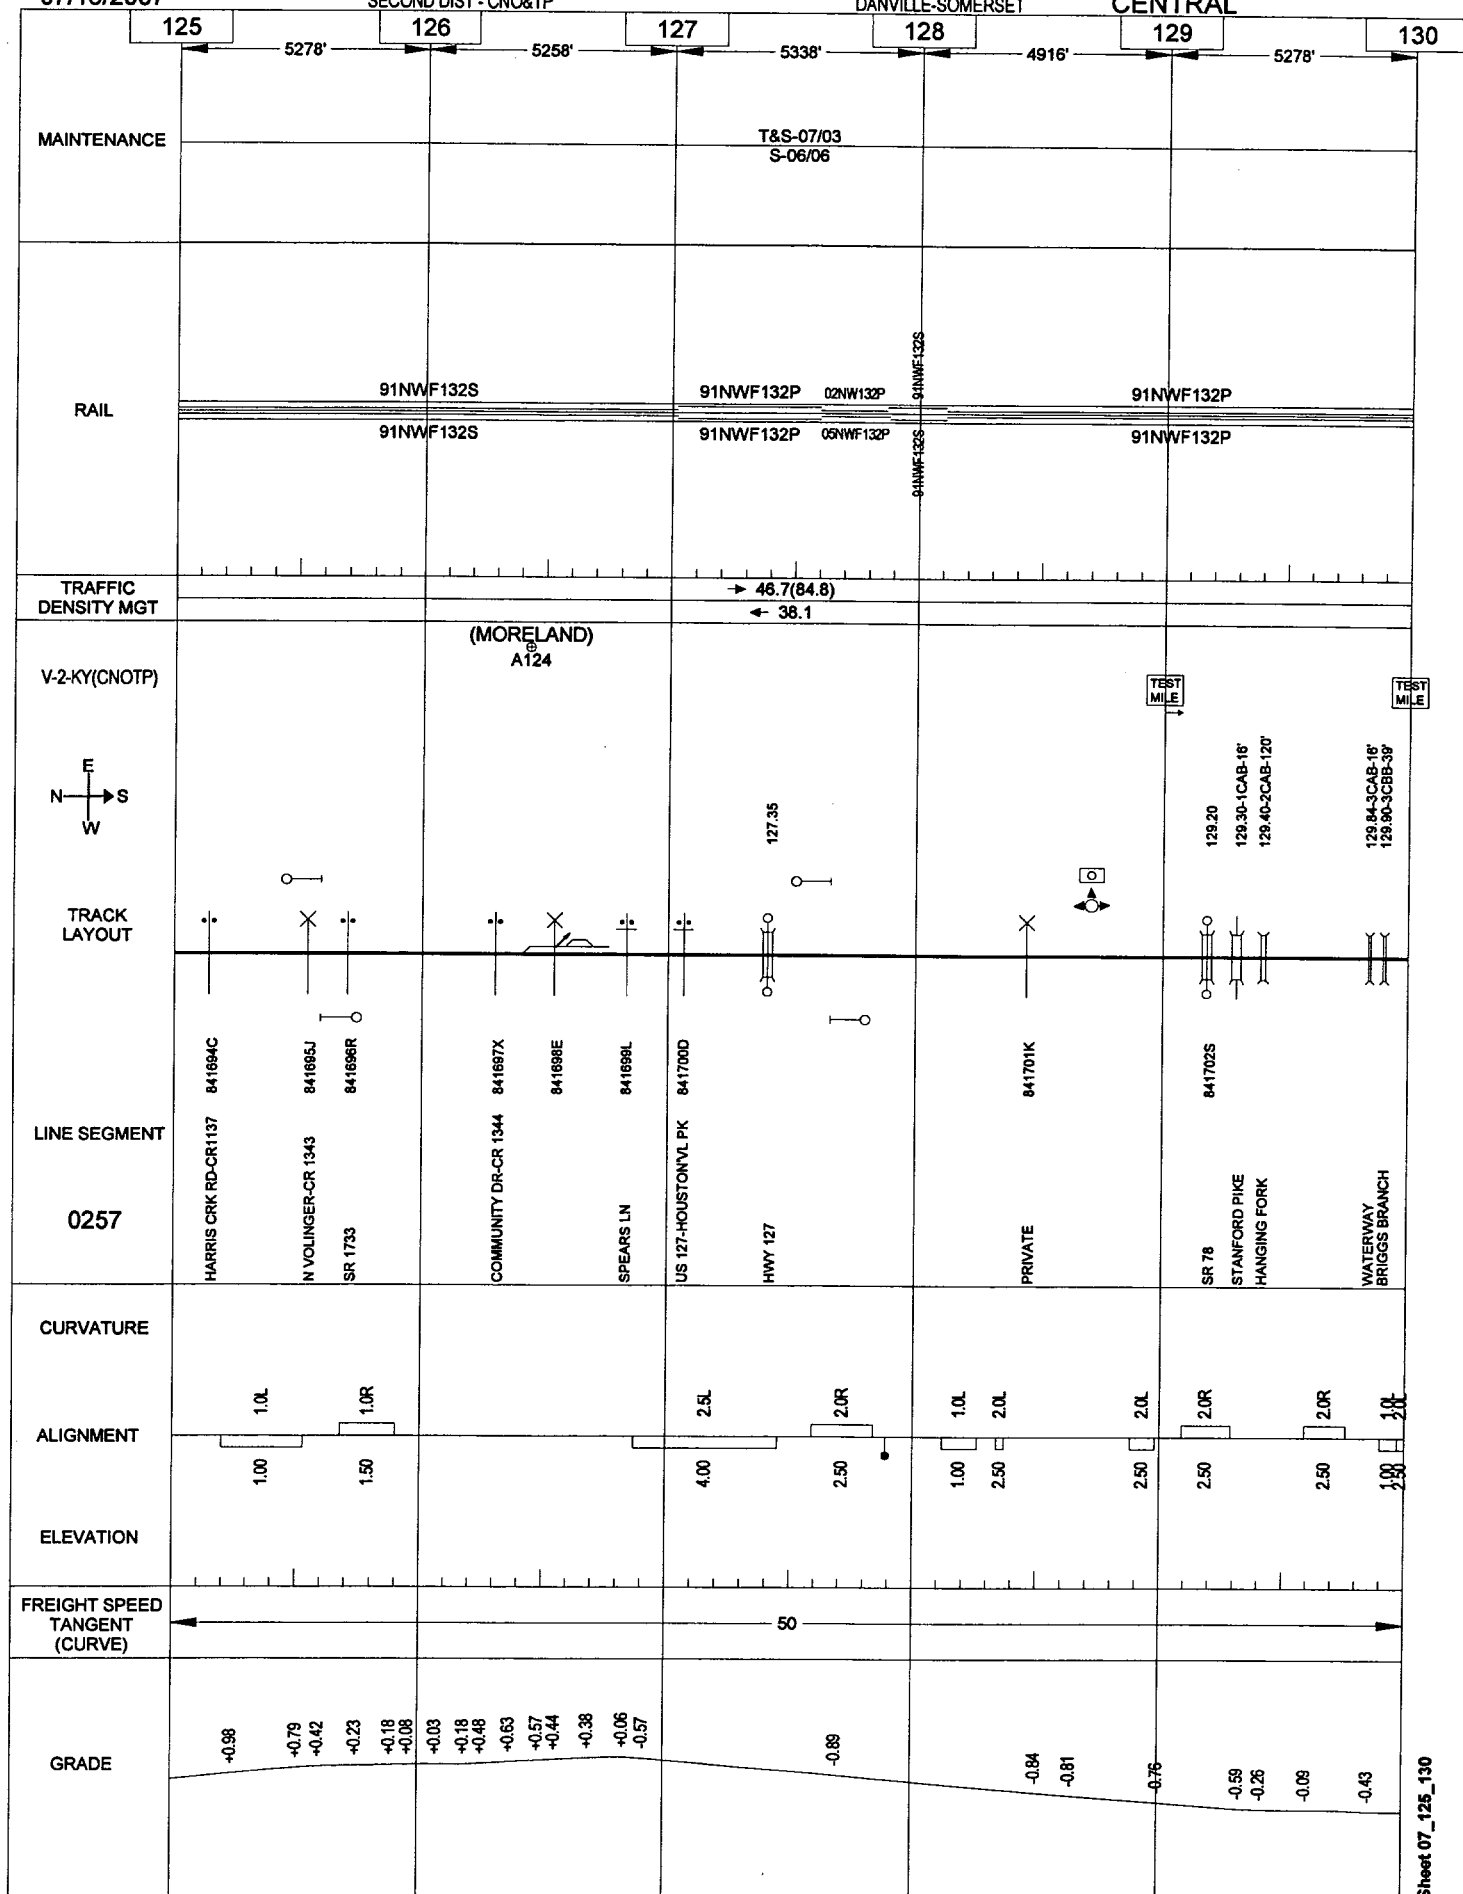 SECOND DIST - CNO&TP
DANVILLE-SOMERSET
CENTRAL
125 126 127 128 129 130
5278' 5258' 5338' 4916' 5278'
MAINTENANCE
T&S-07/03
S-06/06
RAIL
91NWF132S 91NWF132P 02NW132P 91NWF132S 91NWF132P
91NWF132S 91NWF132P 05NWF132P 91NWF132S 91NWF132P
TRAFFIC
DENSITY MGT
46.7(84.8)
38.1
V-2-KY(CNOTP)
(MORELAND)
A124
TEST
MILE
TEST
MILE
E
N S
W
127.35
129.20
129.30-1CAB-16'
129.40-2CAB-120'
129.84-3CAB-16'
129.90-3CBB-39'
TRACK
LAYOUT
LINE SEGMENT
0257
HARRIS CRK RD-CR1137 841694C
N VOLINGER-CR 1343 841695J
SR 1733 841696R
COMMUNITY DR-CR 1344 841697X
841698E
SPEARS LN 841699L
US 127-HOUSTON'VL PK 841700D
HWY 127
PRIVATE 841701K
SR 78 841702S
STANFORD PIKE
HANGING FORK
WATERWAY
BRIGGS BRANCH
CURVATURE
1.0L 1.0R 2.5L 2.0R 1.0L 2.0L 2.0L 2.0R 2.0R 1.0L 2.0L
ALIGNMENT
1.00 1.50 4.00 2.50 1.00 2.50 2.50 2.50 2.50 1.00 2.50
ELEVATION
FREIGHT SPEED
TANGENT
(CURVE)
50
GRADE
+0.98 +0.79 +0.42 +0.23 +0.18 +0.08 +0.03 +0.18 +0.48 +0.63 +0.57 +0.44 +0.38 +0.06 -0.57 -0.89 -0.84 -0.81 -0.76 -0.59 -0.26 -0.09 -0.43
Sheet 07_125_130